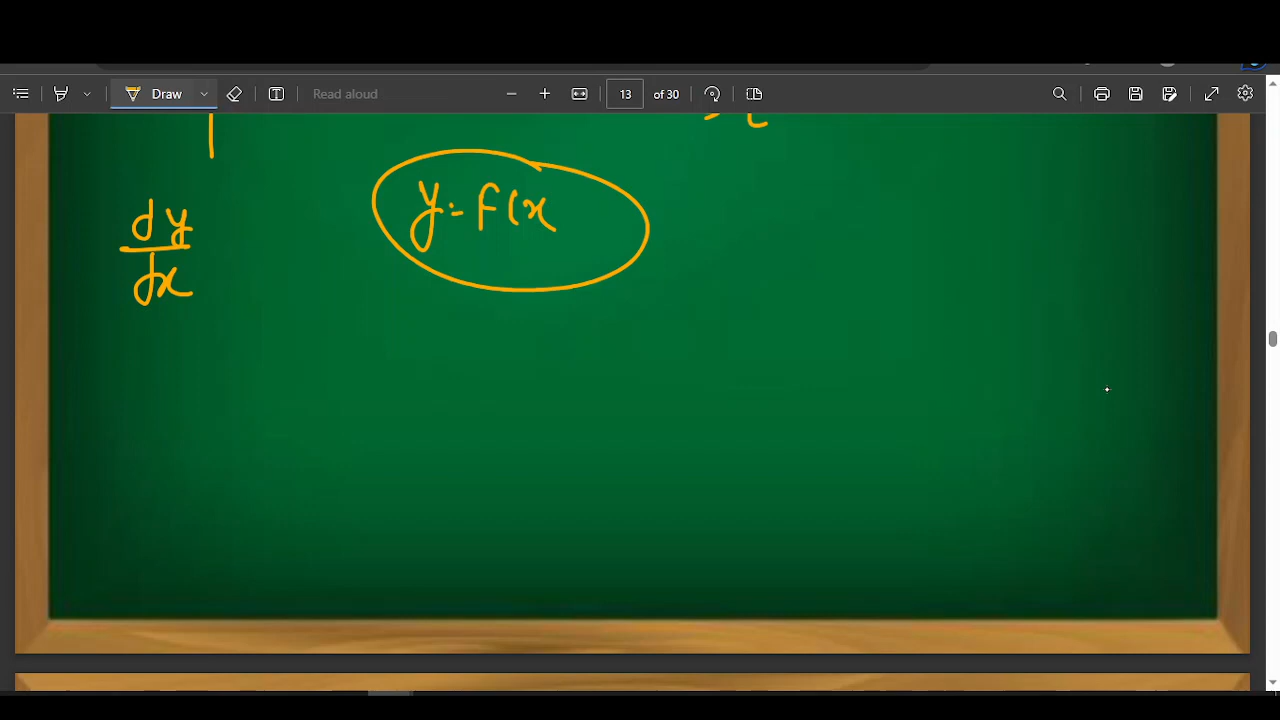 Draw
Read aloud
13 of 30
y = f(x
dy
dx